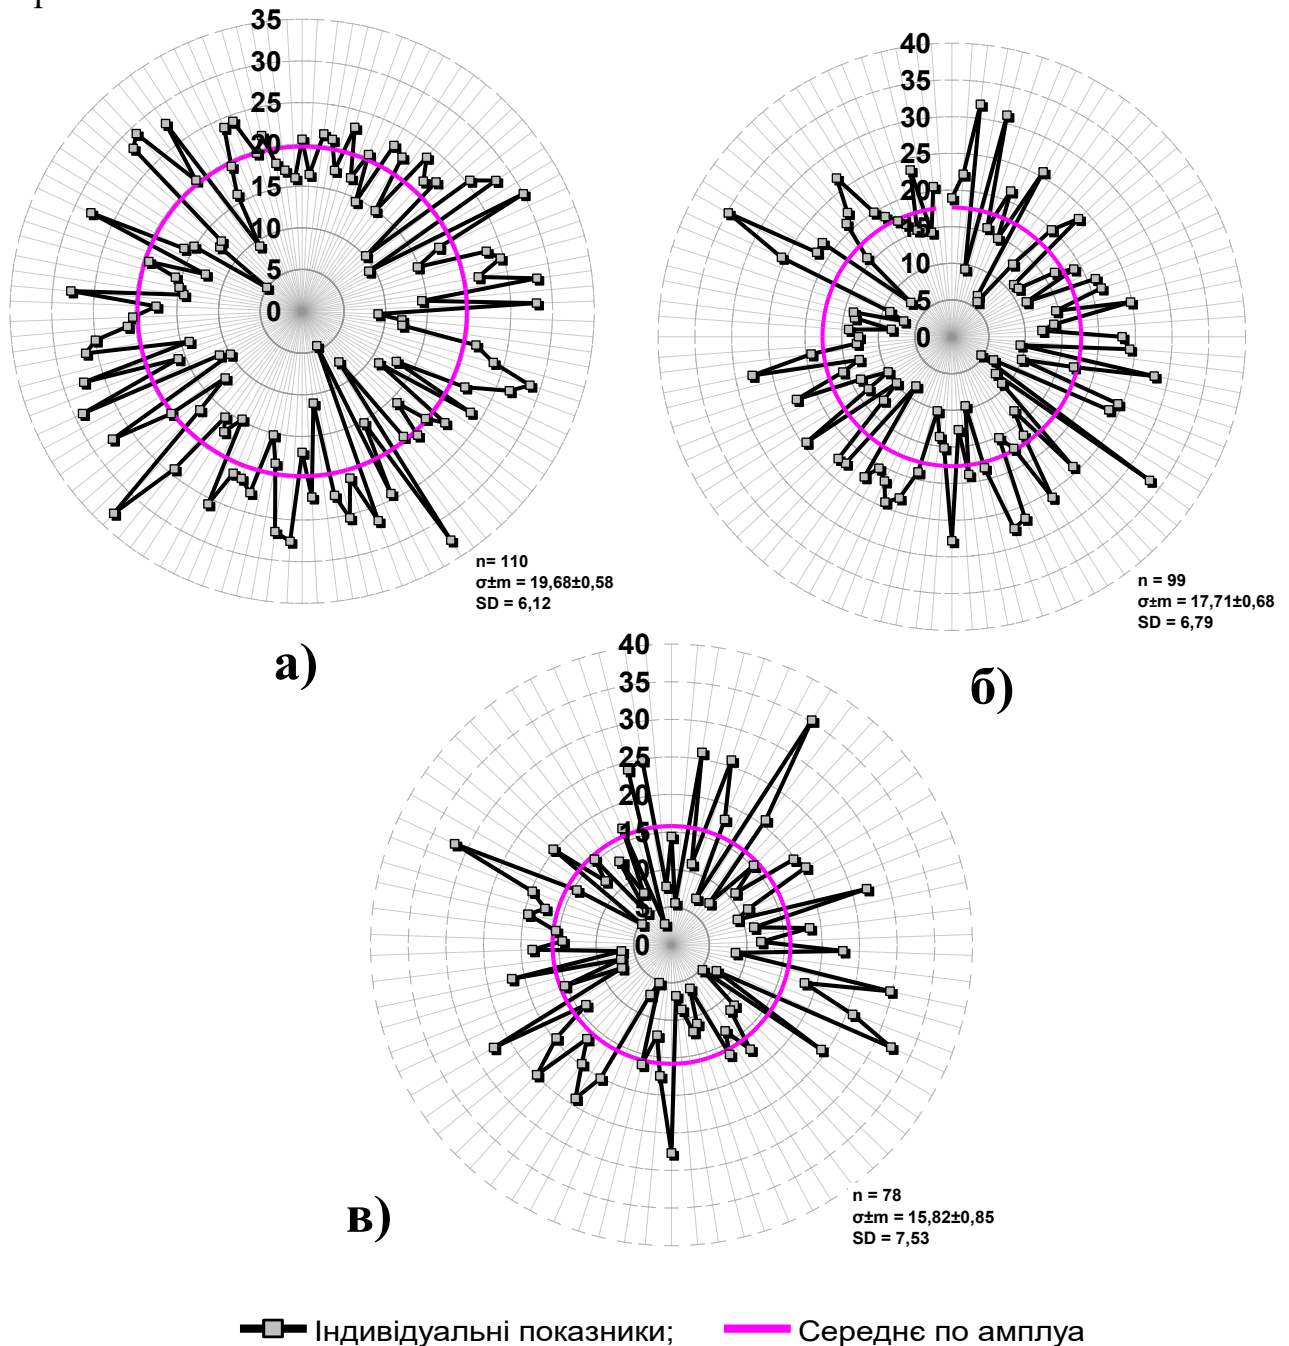 35
30
25
20
15
10
5
0
n= 110
σ±m = 19,68±0,58
SD = 6,12
а)
40
35
30
25
20
15
10
5
0
n = 99
σ±m = 17,71±0,68
SD = 6,79
б)
40
35
30
25
20
15
10
5
0
n = 78
σ±m = 15,82±0,85
SD = 7,53
в)
Індивідуальні показники; Середнє по амплуа